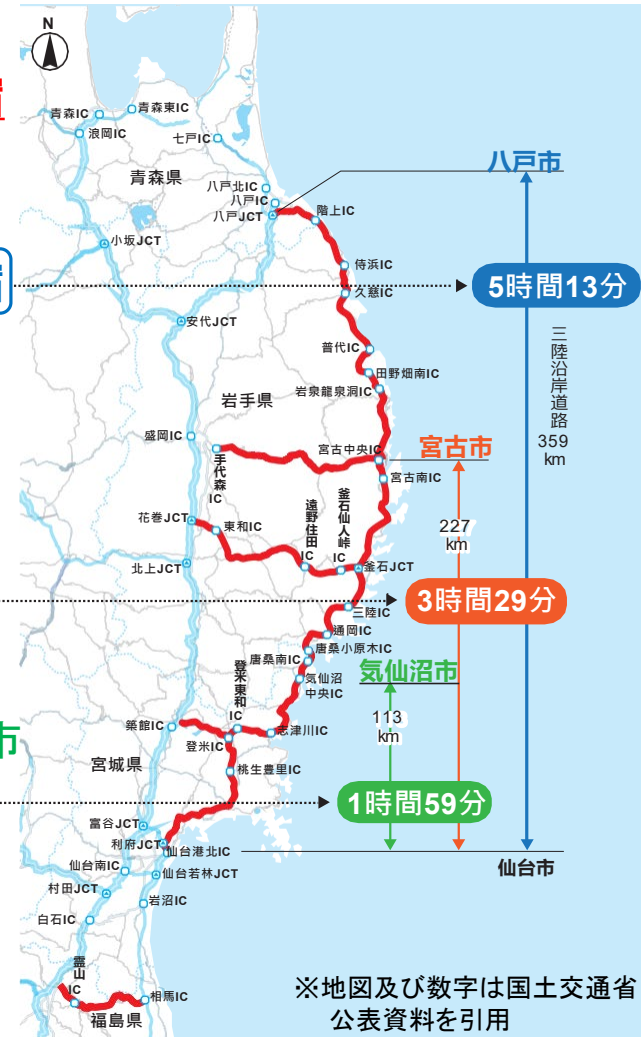 N
青森IC
青森東IC
浪岡IC
七戸IC
青森県
八戸北IC
八戸IC
八戸JCT
階上IC
八戸市
小坂JCT
侍浜IC
久慈IC
5時間13分
安代JCT
普代IC
田野畑南IC
岩泉龍泉洞IC
三陸沿岸道路
359
km
岩手県
盛岡IC
手代森IC
宮古中央IC
宮古市
宮古南IC
花巻JCT
東和IC
遠野住田IC
釜石仙人峠IC
釜石JCT
227
km
北上JCT
三陸IC
3時間29分
通岡IC
唐桑小原木IC
唐桑南IC
気仙沼
中央IC
気仙沼市
登米東和IC
築館IC
志津川IC
113
km
登米IC
市
宮城県
桃生豊里IC
1時間59分
富谷JCT
利府JCT
仙台港北IC
仙台市
仙台南IC
仙台若林JCT
村田JCT
岩沼IC
白石IC
霊山IC
相馬IC
福島県
※地図及び数字は国土交通省
公表資料を引用